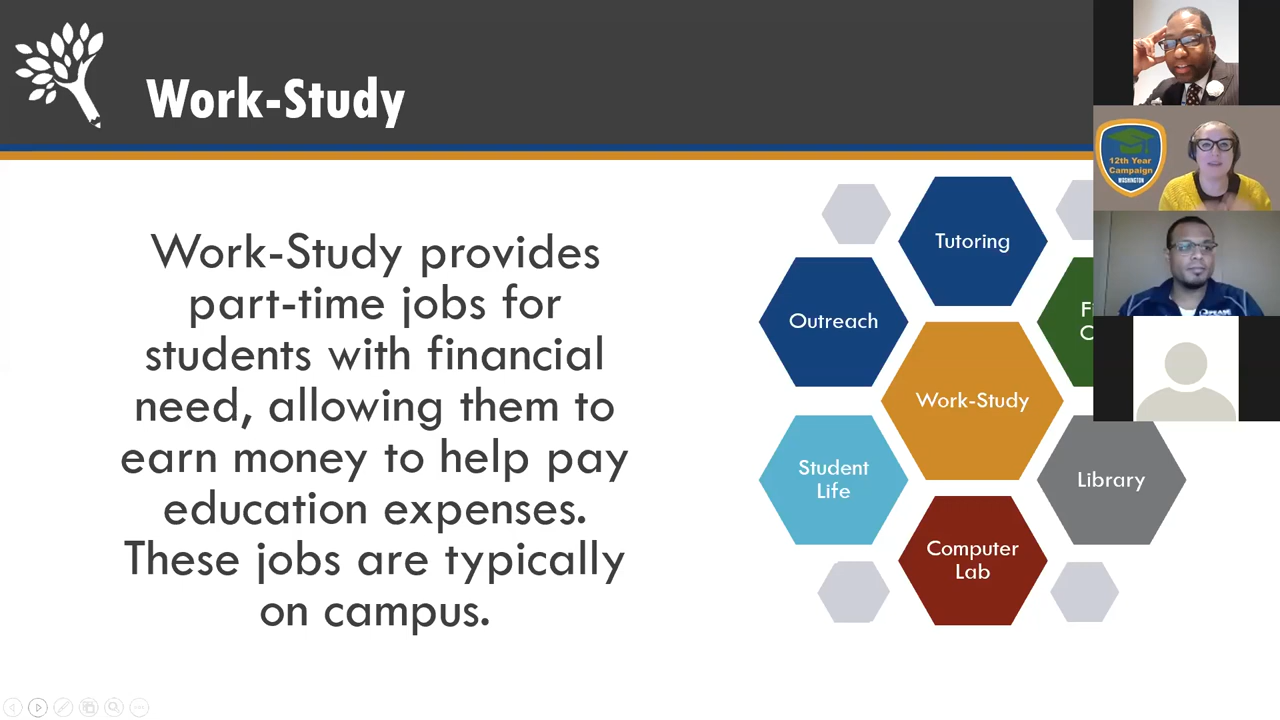 Work-Study
Work-Study provides
part-time jobs for
students with financial
need, allowing them to
earn money to help pay
education expenses.
These jobs are typically
on campus.
Tutoring
Outreach
Work-Study
Student
Life
Library
Computer
Lab
12th Year
Campaign
WASHINGTON